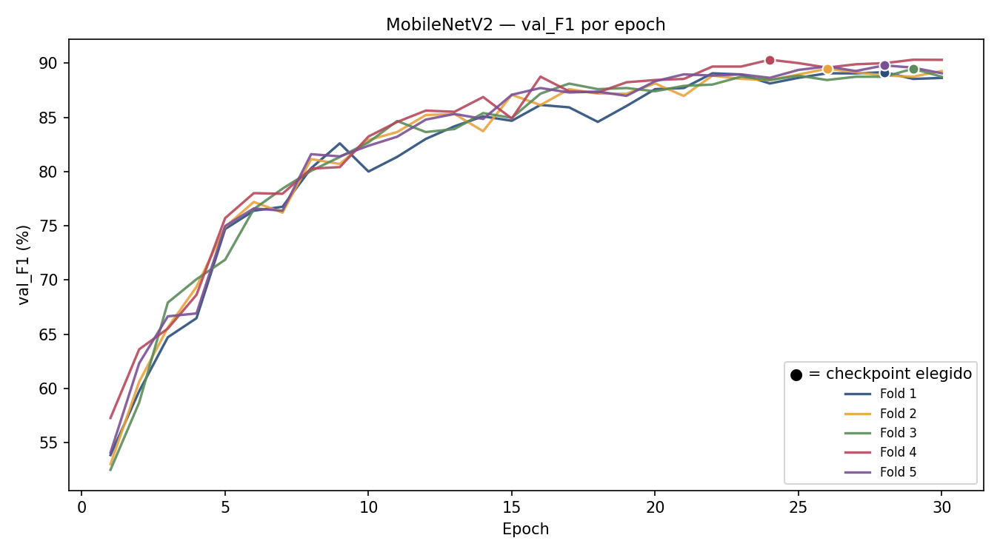 MobileNetV2 — val_F1 por epoch
val_F1 (%)
90
85
80
75
70
65
60
55
0 5 10 15 20 25 30
Epoch
● = checkpoint elegido
Fold 1
Fold 2
Fold 3
Fold 4
Fold 5